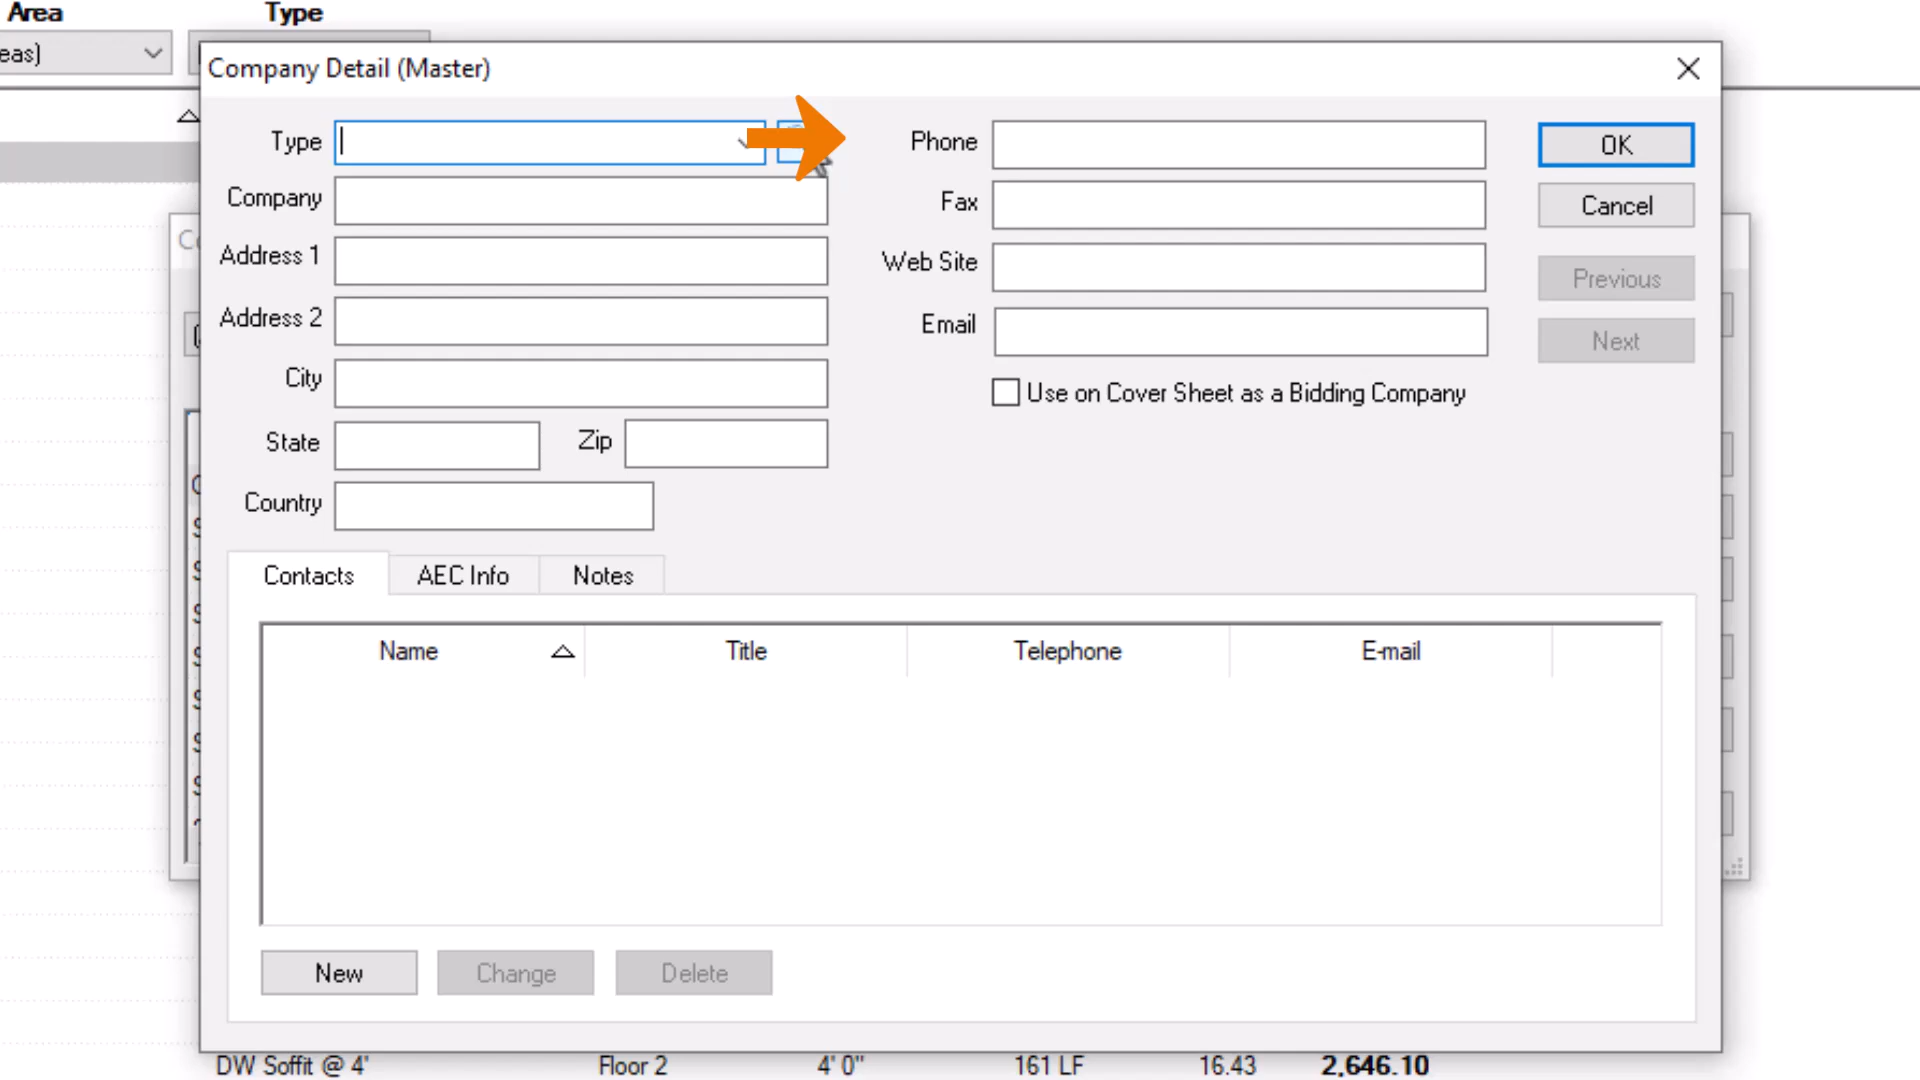 Area Type
eas)
Company Detail (Master)
Type
Phone
OK
Company
Fax
Cancel
Address 1
Web Site
Previous
Address 2
Email
Next
City
Use on Cover Sheet as a Bidding Company
State
Zip
Country
Contacts AEC Info Notes
Name Title Telephone E-mail
New Change Delete
DW Soffit @ 4' Floor 2 4' 0" 161 LF 16.43 2,646.10